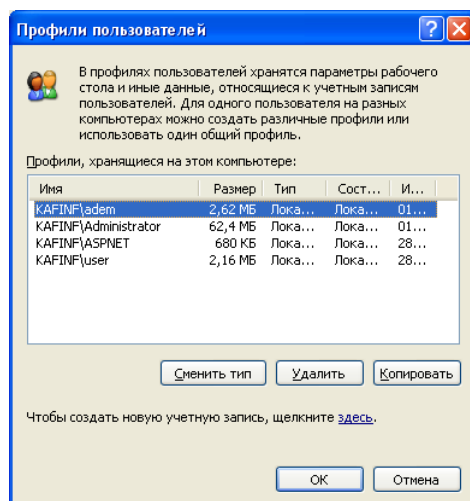 Профили пользователей
В профилях пользователей хранятся параметры рабочего
стола и иные данные, относящиеся к учетным записям
пользователей. Для одного пользователя на разных
компьютерах можно создать различные профили или
использовать один общий профиль.
Профили, хранящиеся на этом компьютере:
Имя Размер Тип Сост... И...
KAFINF\adem 2,62 МБ Лока... Лока... 01...
KAFINF\Administrator 62,4 МБ Лока... Лока... 01...
KAFINF\ASPNET 680 КБ Лока... Лока... 28...
KAFINF\user 2,16 МБ Лока... Лока... 28...
Сменить тип Удалить Копировать
Чтобы создать новую учетную запись, щелкните здесь.
ОК Отмена